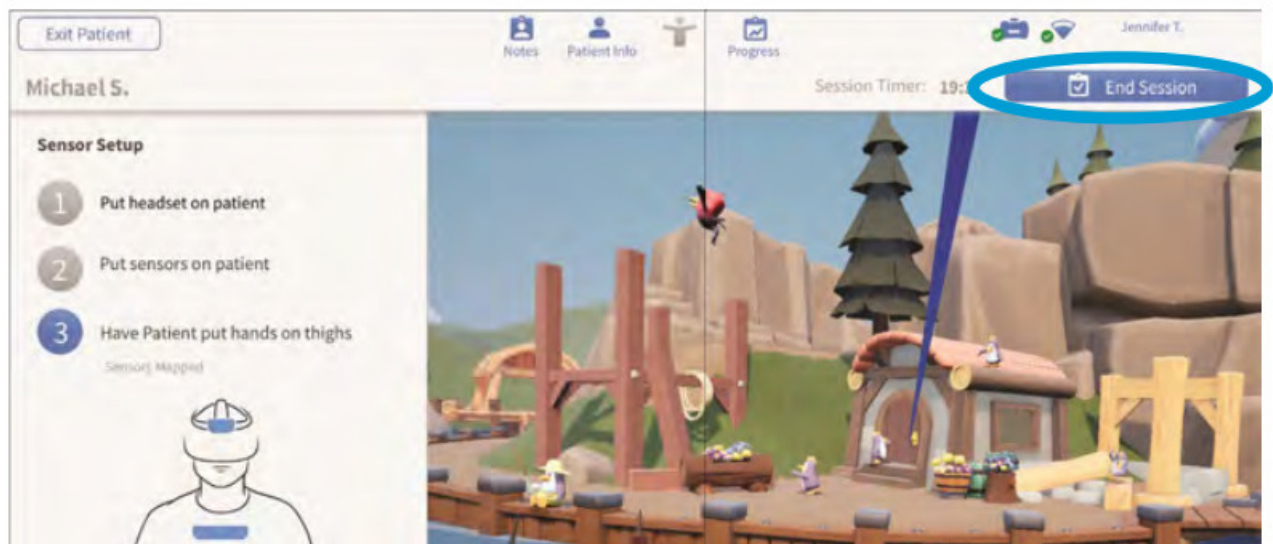 Exit Patient
Notes
Patient Info
Progress
Jennifer T.
Michael S.
Session Timer: 19:
End Session
Sensor Setup
1 Put headset on patient
2 Put sensors on patient
3 Have Patient put hands on thighs
Sensors Mapped